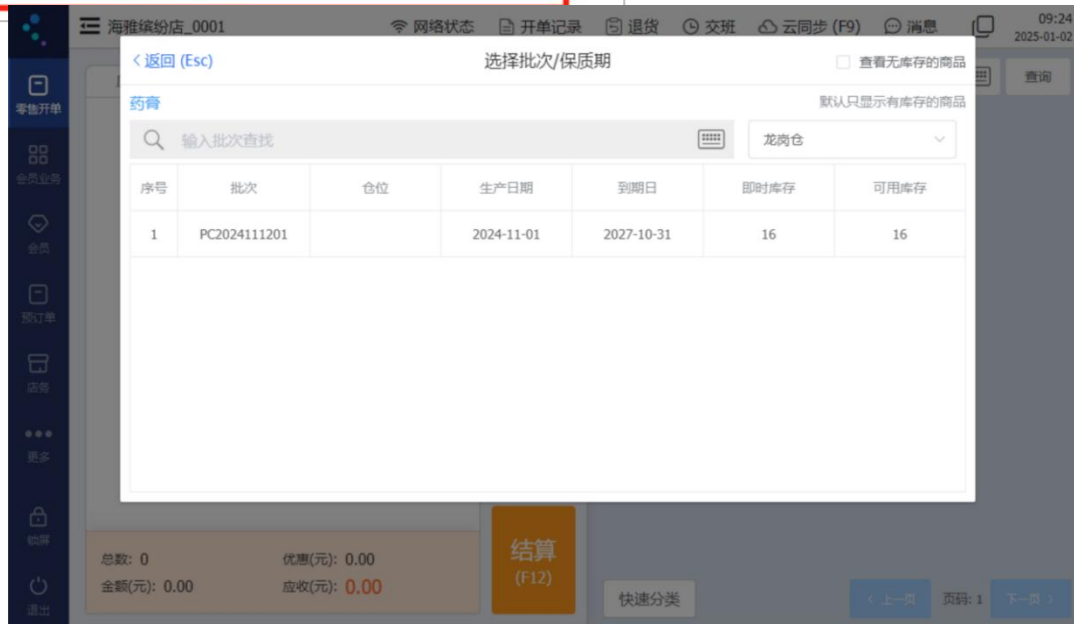 海雅缤纷店_0001 网络状态 开单记录 退货 交班 云同步 (F9) 消息 09:24
2025-01-02
<返回 (Esc) 选择批次/保质期 查看无库存的商品
查询
零售开单
药膏 默认只显示有库存的商品
输入批次查找 龙岗仓
会员业务
序号 批次 仓位 生产日期 到期日 即时库存 可用库存
1 PC2024111201 2024-11-01 2027-10-31 16 16
会员
预订单
店务
更多
锁屏
总数: 0 优惠(元): 0.00
金额(元): 0.00 应收(元): 0.00
结算
(F12)
快速分类 <上一页 页码: 1 下一页>
退出